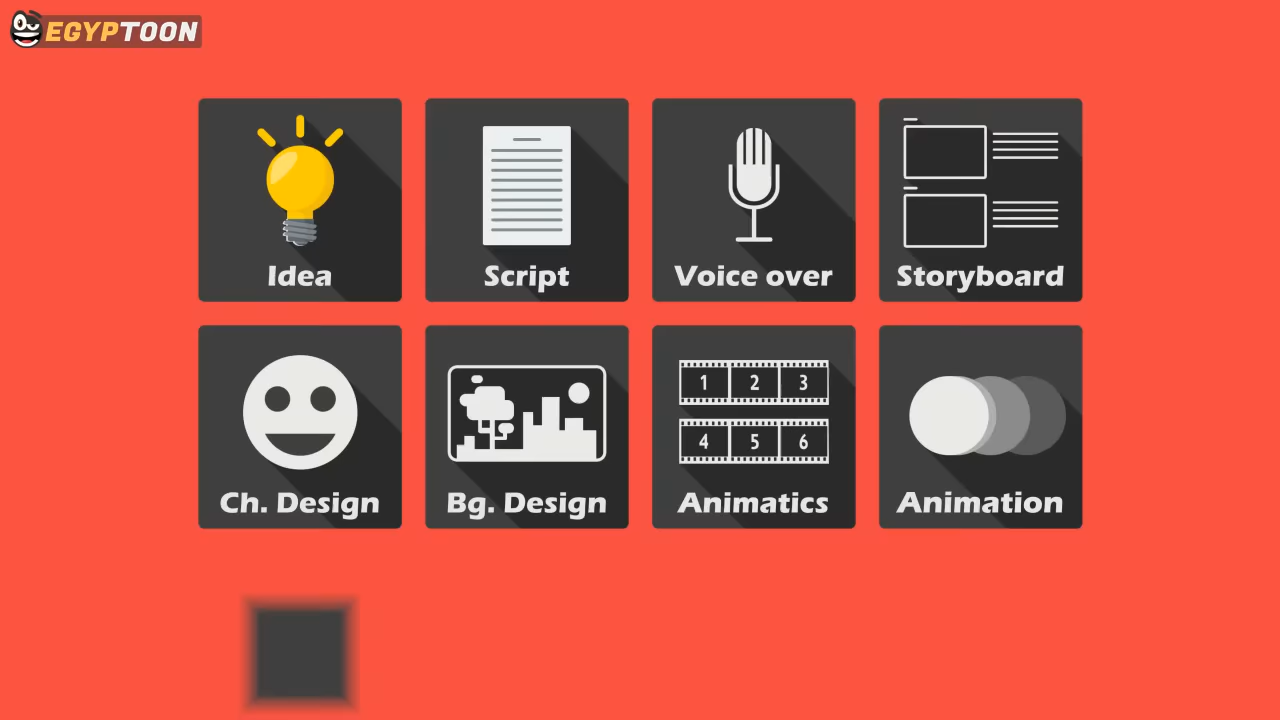 EGYPTOON
Idea
Script
Voice over
Storyboard
Ch. Design
Bg. Design
1 2 3
4 5 6
Animatics
Animation